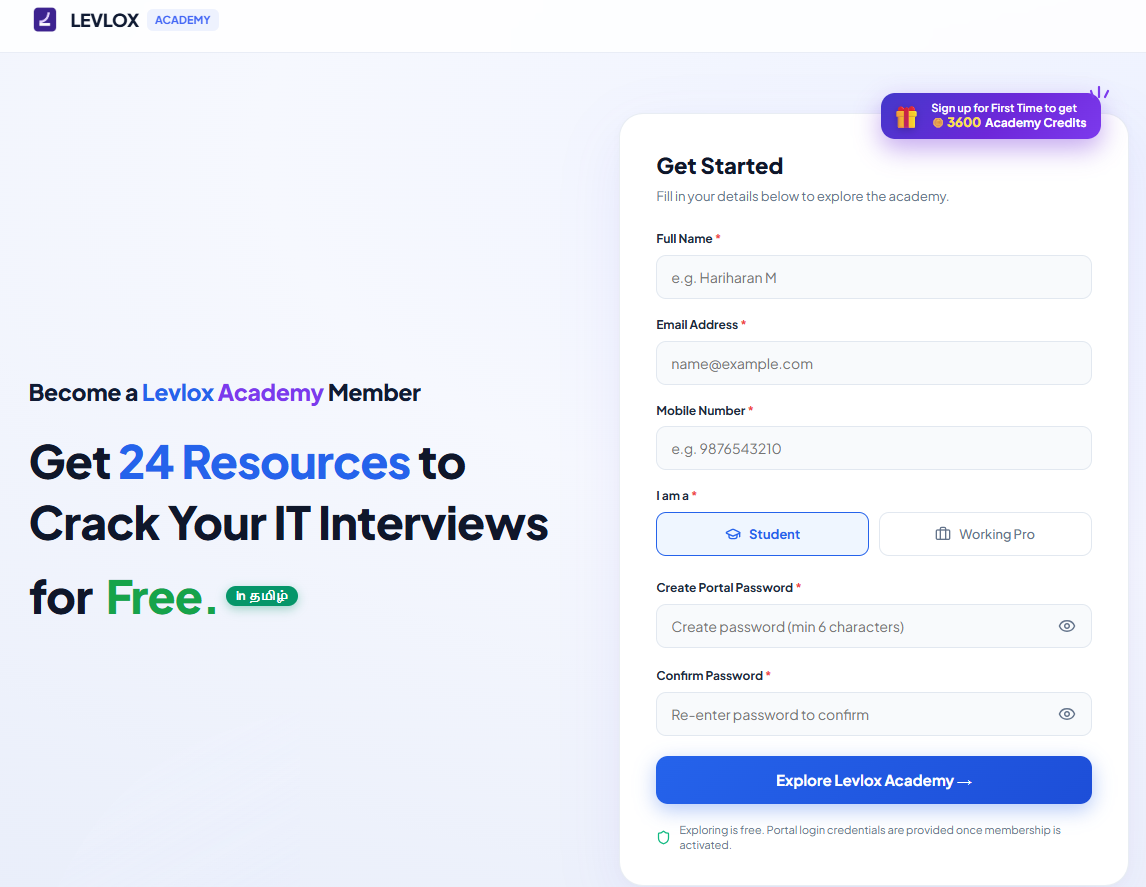 LEVLOX ACADEMY
Sign up for First Time to get
3600 Academy Credits
Become a Levlox Academy Member
Get 24 Resources to
Crack Your IT Interviews
for Free. In தமிழ்
Get Started
Fill in your details below to explore the academy.
Full Name *
e.g. Hariharan M
Email Address *
name@example.com
Mobile Number *
e.g. 9876543210
I am a *
Student
Working Pro
Create Portal Password *
Create password (min 6 characters)
Confirm Password *
Re-enter password to confirm
Explore Levlox Academy →
Exploring is free. Portal login credentials are provided once membership is
activated.